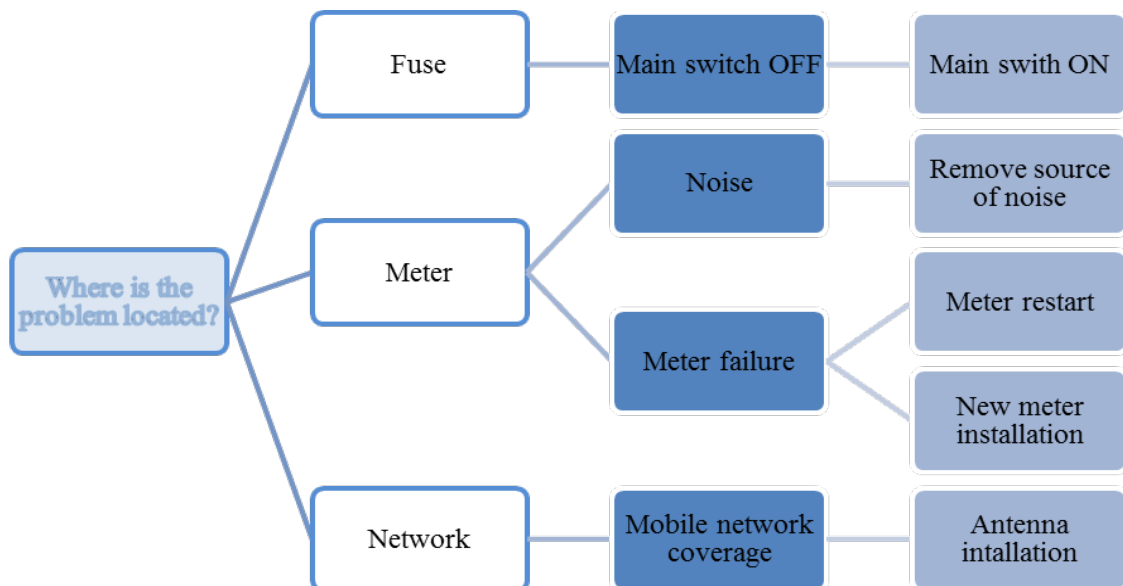 Fuse
Main switch OFF
Main swith ON
Noise
Remove source
of noise
Where is the
problem located?
Meter
Meter failure
Meter restart
New meter
installation
Network
Mobile network
coverage
Antenna
intallation